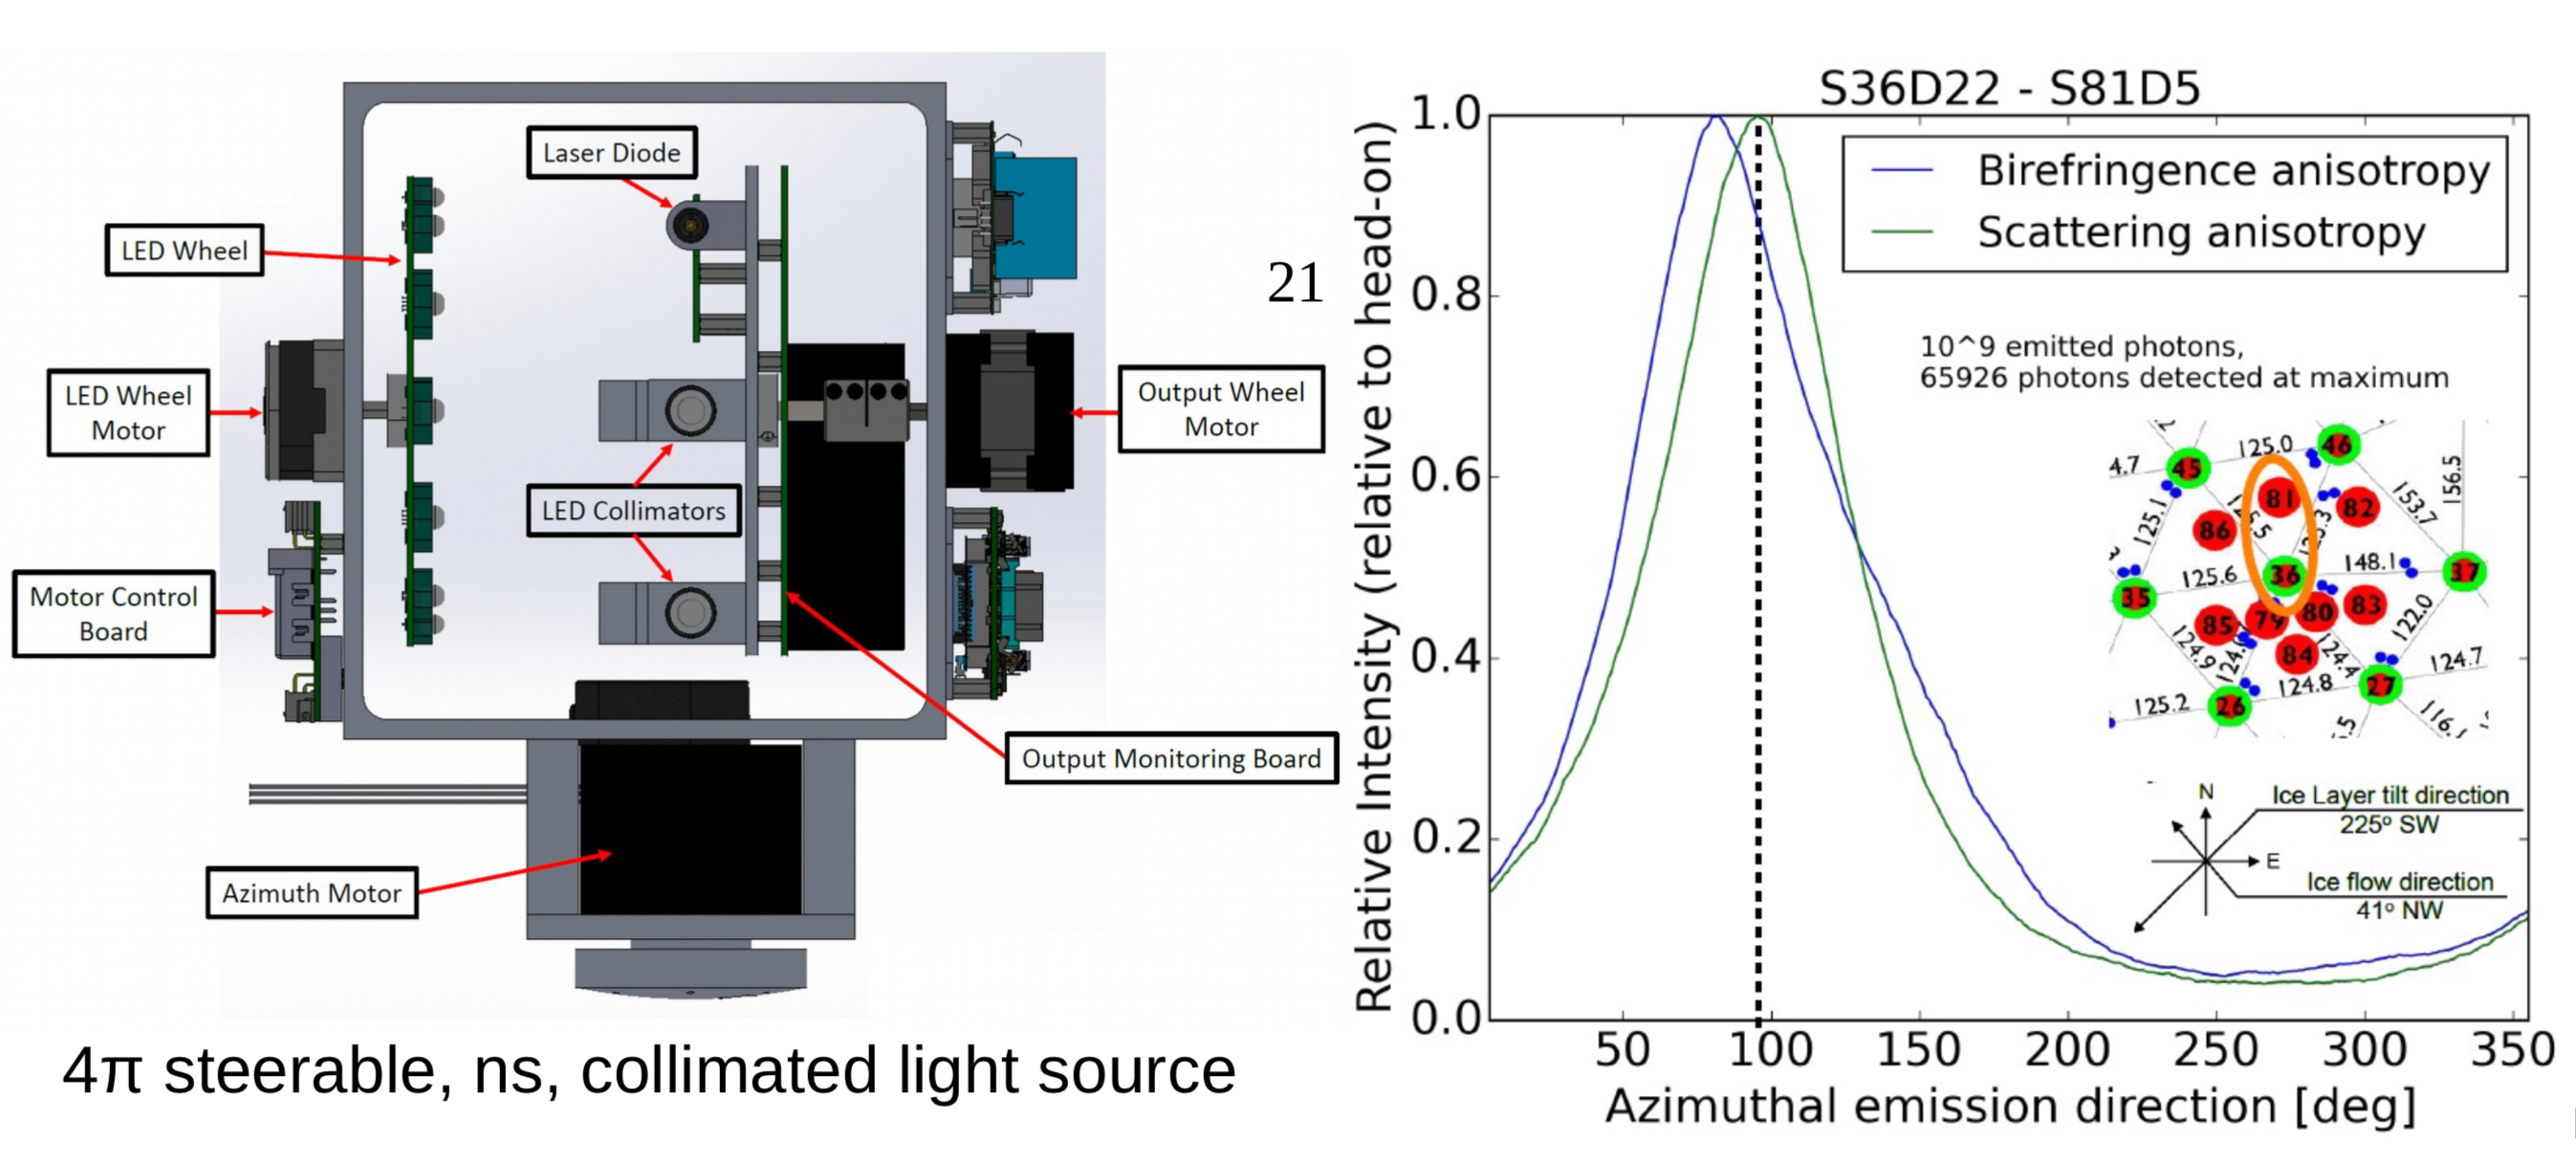 Laser Diode
LED Wheel
LED Wheel
Motor
Output Wheel
Motor
LED Collimators
Motor Control
Board
Output Monitoring Board
Azimuth Motor
4π steerable, ns, collimated light source
21
S36D22 - S81D5
Relative Intensity (relative to head-on)
1.0
0.8
0.6
0.4
0.2
0.0
Birefringence anisotropy
Scattering anisotropy
10^9 emitted photons,
65926 photons detected at maximum
125.0
46
4.7
45
156.5
81
153.7
82
125.1
86
36
148.1
37
125.6
35
83
85
79
80
122.0
124.9
84
124.4
124.7
124.8
27
125.2
26
N
Ice Layer tilt direction
225º SW
E
Ice flow direction
41º NW
50
100
150
200
250
300
350
Azimuthal emission direction [deg]